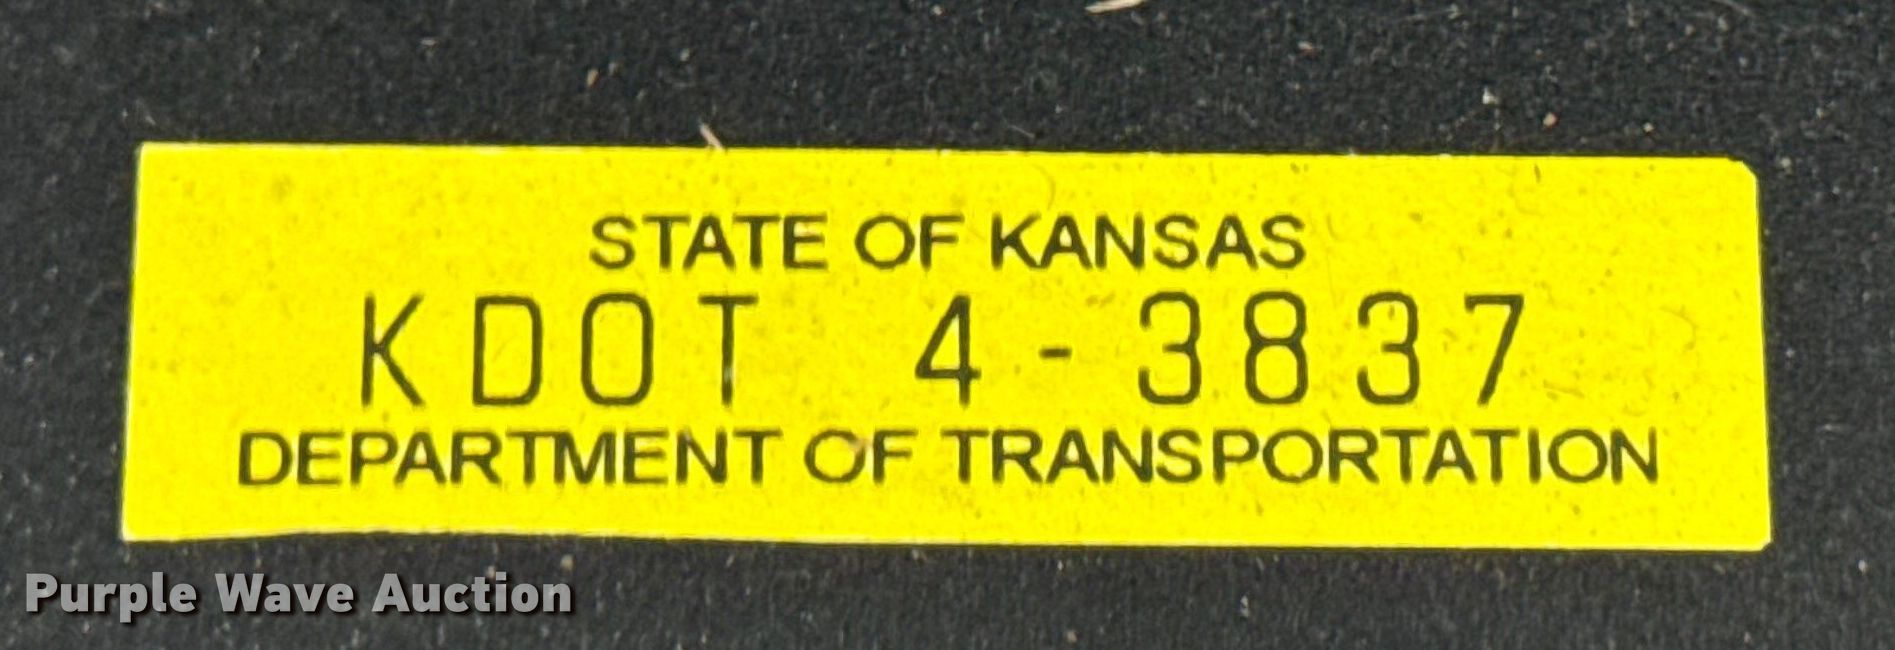 STATE OF KANSAS
KDOT 4-3837
DEPARTMENT OF TRANSPORTATION
Purple Wave Auction